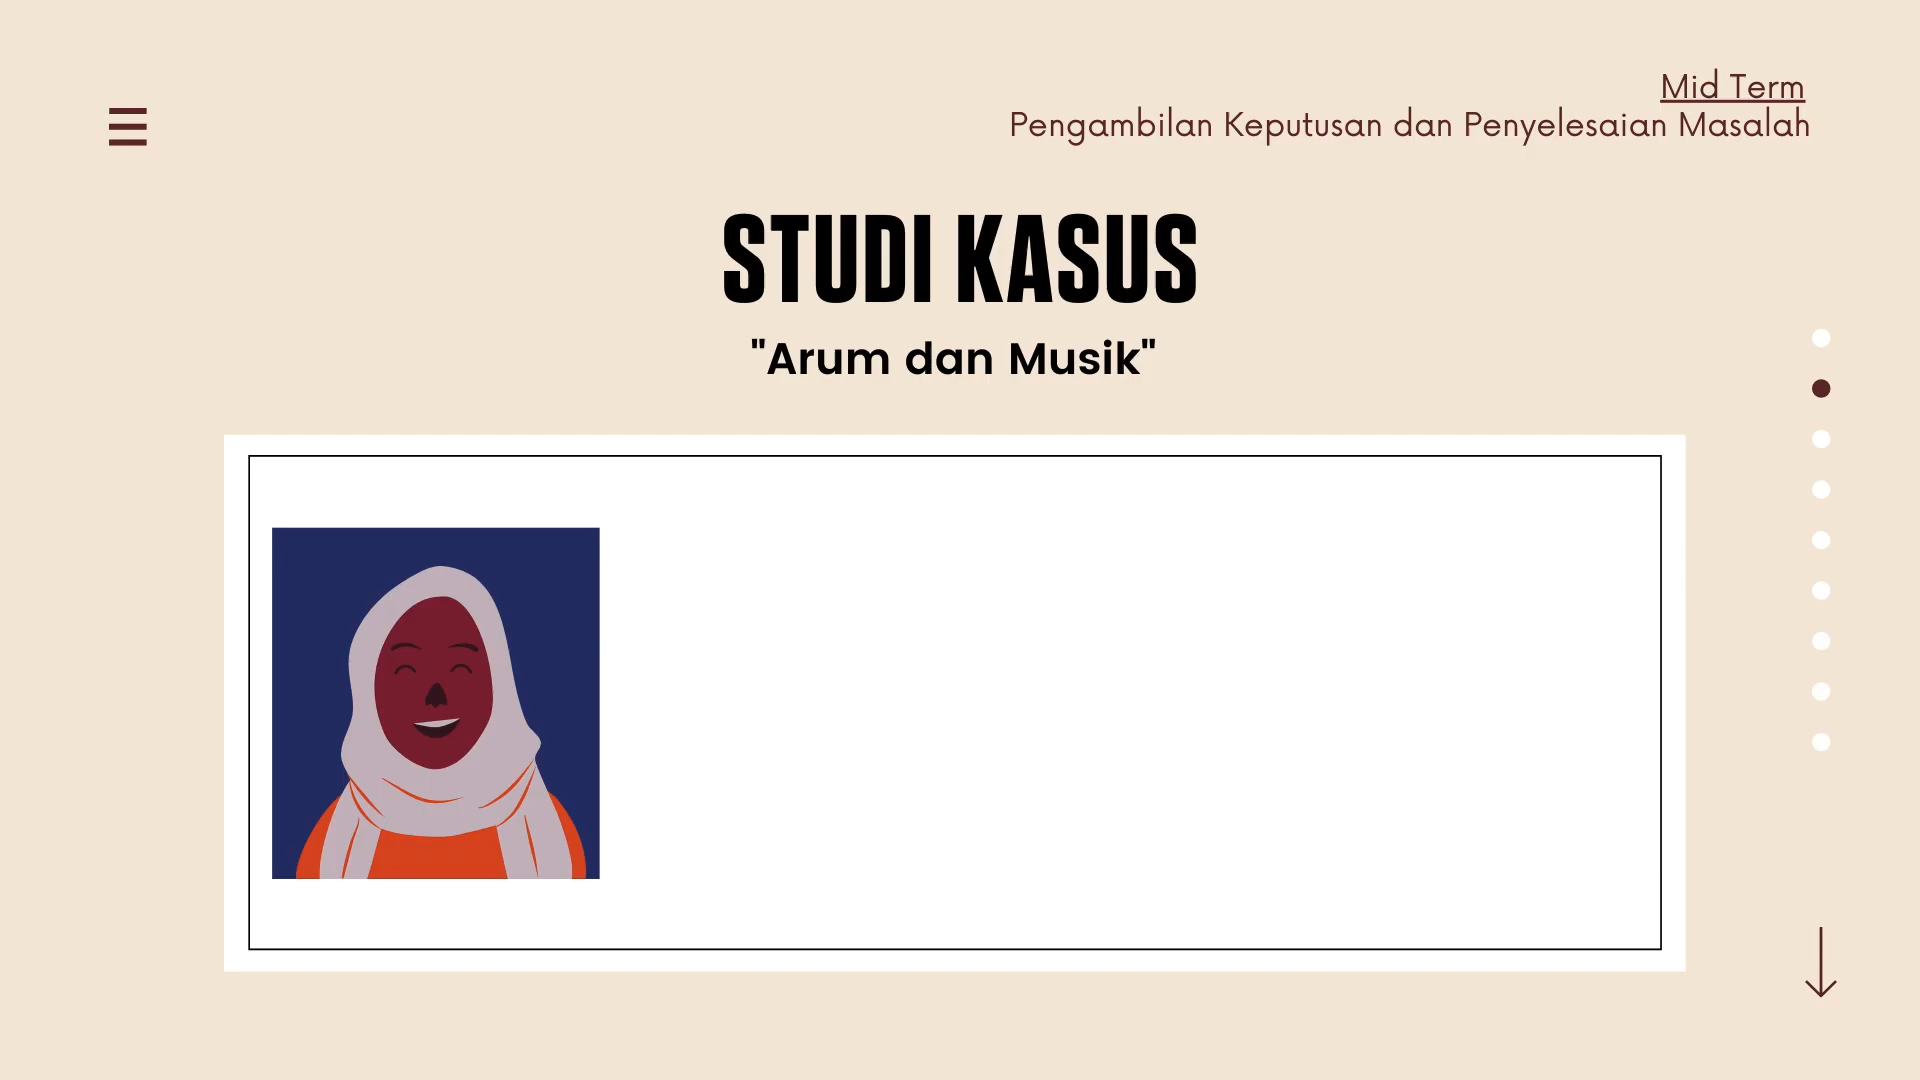 Mid Term
Pengambilan Keputusan dan Penyelesaian Masalah
STUDI KASUS
"Arum dan Musik"